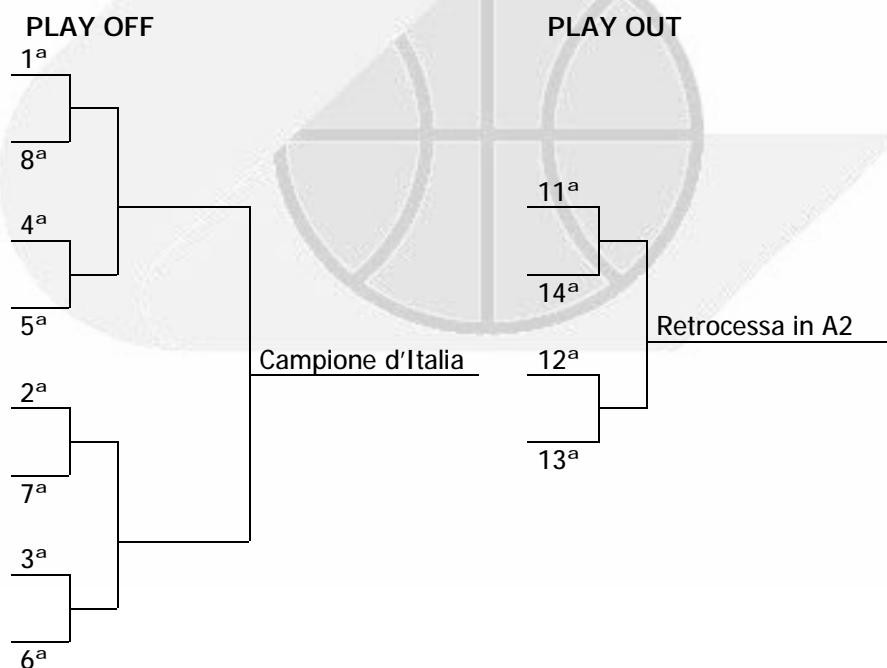 PLAY OFF
1ª
8ª
4ª
5ª
Campione d'Italia
2ª
7ª
3ª
6ª
PLAY OUT
11ª
14ª
Retrocessa in A2
12ª
13ª